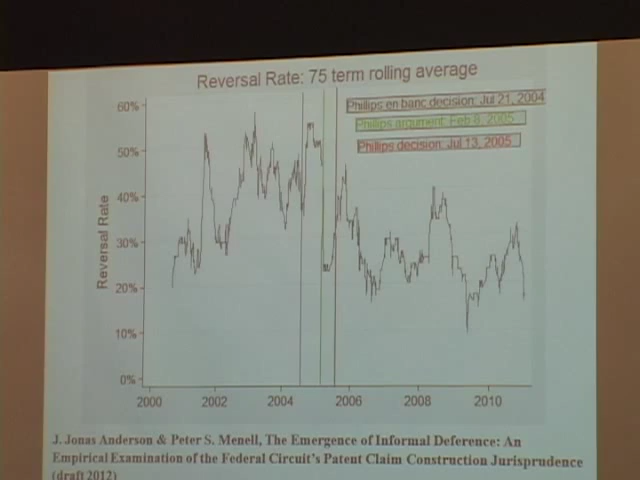 Reversal Rate: 75 term rolling average
Phillips en banc decision: Jul 21, 2004
Phillips argument: Feb 8, 2005
Phillips decision: Jul 13, 2005
60%
50%
40%
30%
20%
10%
0%
Reversal Rate
2000 2002 2004 2006 2008 2010
J. Jonas Anderson & Peter S. Menell, The Emergence of Informal Deference: An
Empirical Examination of the Federal Circuit's Patent Claim Construction Jurisprudence
(draft 2012)